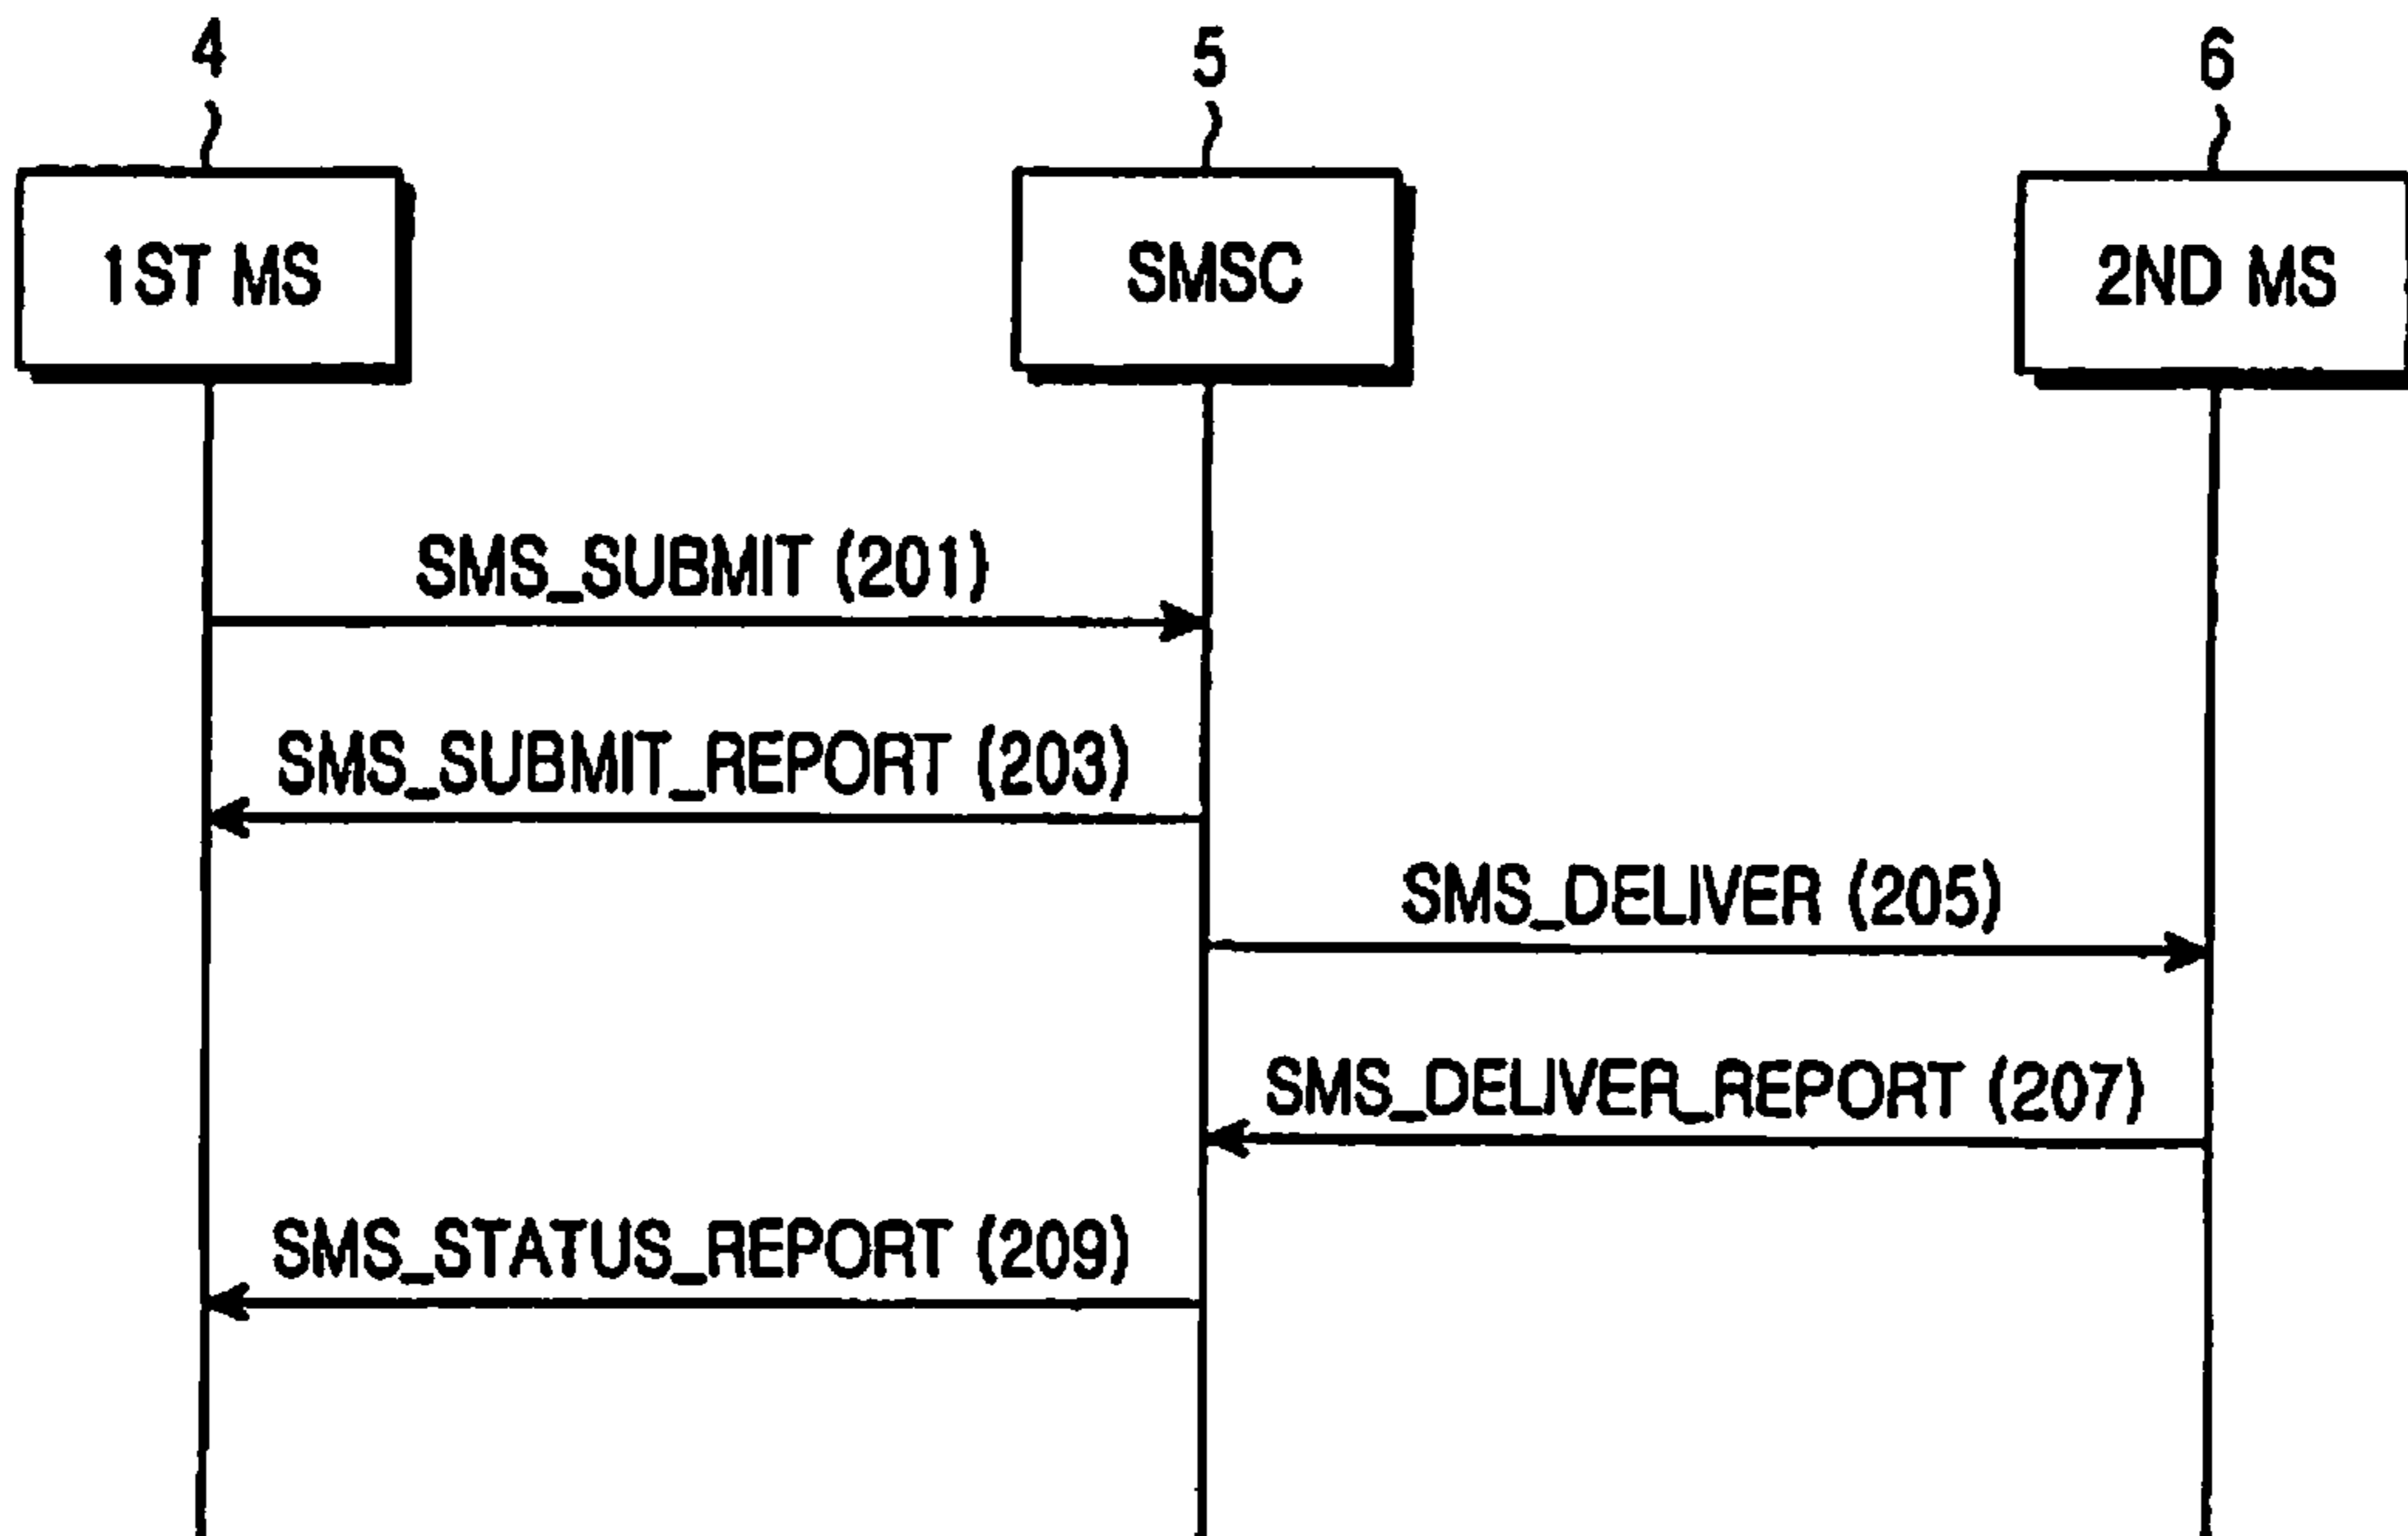 4
5
6
1ST MS
SMSC
2ND MS
SMS_SUBMIT (201)
SMS_SUBMIT_REPORT (203)
SMS_DELIVER (205)
SMS_DELIVER_REPORT (207)
SMS_STATUS_REPORT (209)